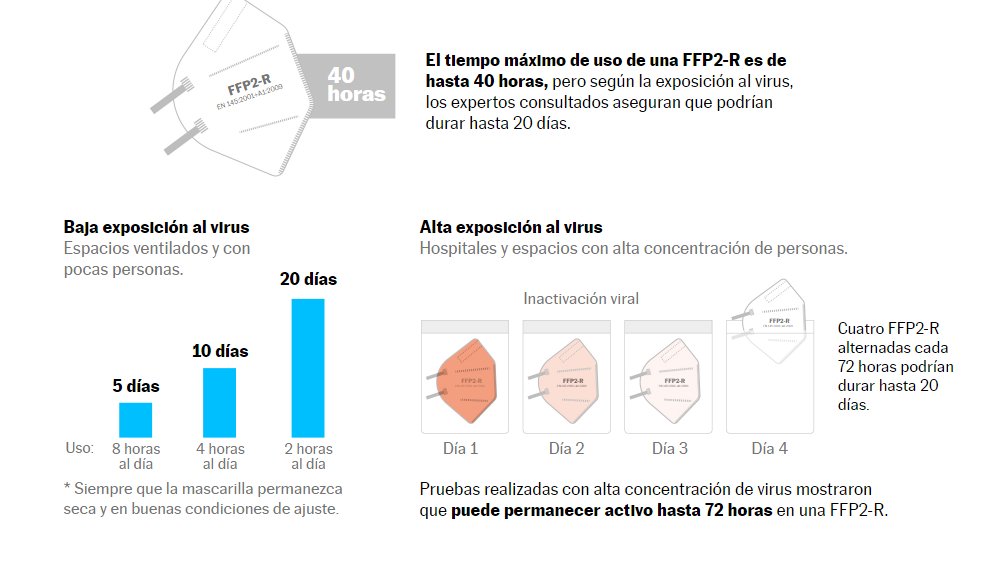 FFP2-R
EN 145:2001+A1:2009
40
horas
El tiempo máximo de uso de una FFP2-R es de
hasta 40 horas, pero según la exposición al virus,
los expertos consultados aseguran que podrían
durar hasta 20 días.
Baja exposición al virus
Espacios ventilados y con
pocas personas.
20 días
10 días
5 días
Uso:
8 horas
al día
4 horas
al día
2 horas
al día
* Siempre que la mascarilla permanezca
seca y en buenas condiciones de ajuste.
Alta exposición al virus
Hospitales y espacios con alta concentración de personas.
Inactivación viral
FFP2-R
FFP2-R
FFP2-R
FFP2-R
Día 1
Día 2
Día 3
Día 4
Cuatro FFP2-R
alternadas cada
72 horas podrían
durar hasta 20
días.
Pruebas realizadas con alta concentración de virus mostraron
que puede permanecer activo hasta 72 horas en una FFP2-R.